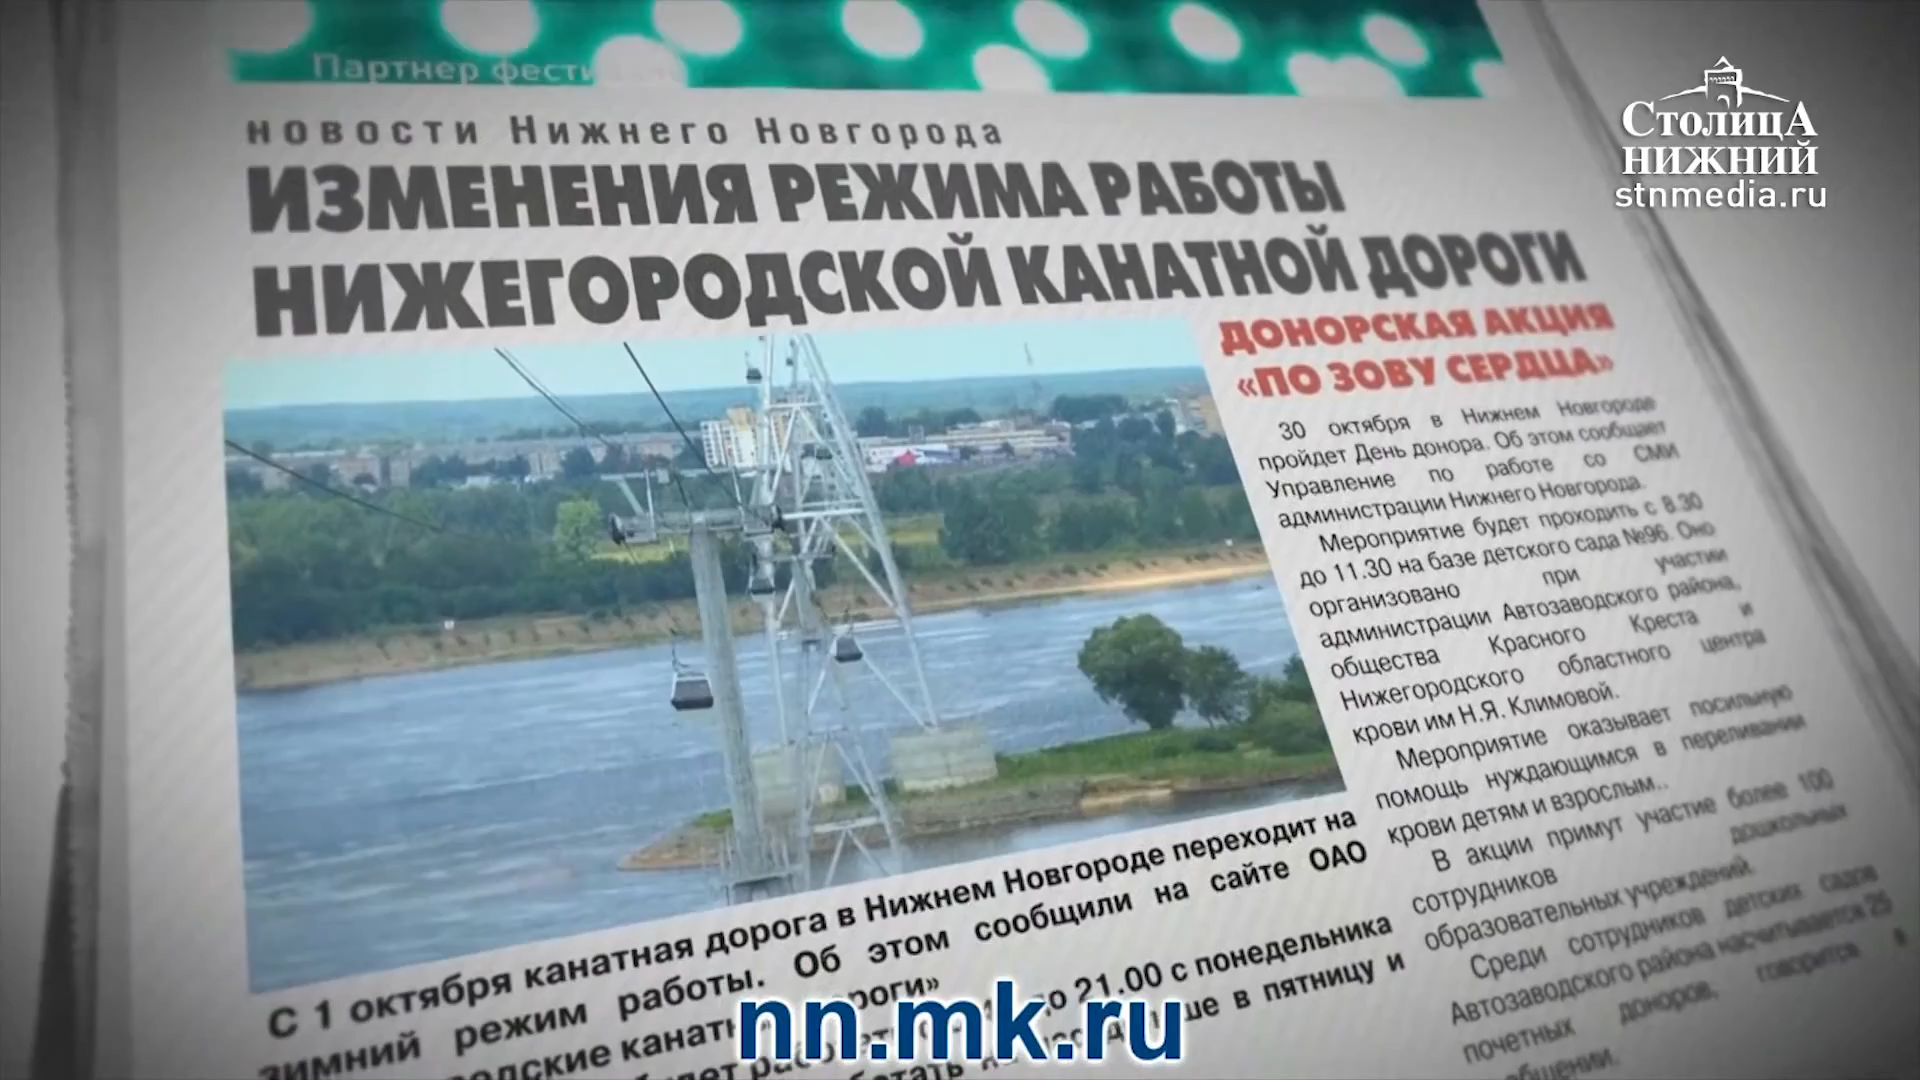 Партнер
новости Нижнего Новгорода
ИЗМЕНЕНИЯ РЕЖИМА РАБОТЫ
НИЖЕГОРОДСКОЙ КАНАТНОЙ ДОРОГИ
СТОЛИЦА
НИЖНИЙ
stnmedia.ru
ДОНОРСКАЯ АКЦИЯ
«ПО ЗОВУ СЕРДЦА»
30 октября в Нижнем Новгороде
пройдет День донора. Об этом сообщает
Управление по работе со СМИ
администрации Нижнего Новгорода.
Мероприятие будет проходить с 8.30
до 11.30 на базе детского сада №96. Оно
организовано при участии
администрации Автозаводского района,
общества Красного Креста и
Нижегородского областного центра
крови им Н.Я. Климовой.
Мероприятие оказывает посильную
помощь нуждающимся в переливании
крови детям и взрослым..
В акции примут участие более 100
сотрудников дошкольных
образовательных учреждений.
Среди сотрудников детских садов
Автозаводского района насчитывается 25
почетных доноров, говорится в
С 1 октября канатная дорога в Нижнем Новгороде переходит на
зимний режим работы. Об этом сообщили на сайте ОАО
до 21.00 с понедельника
в пятницу и
nn.mk.ru